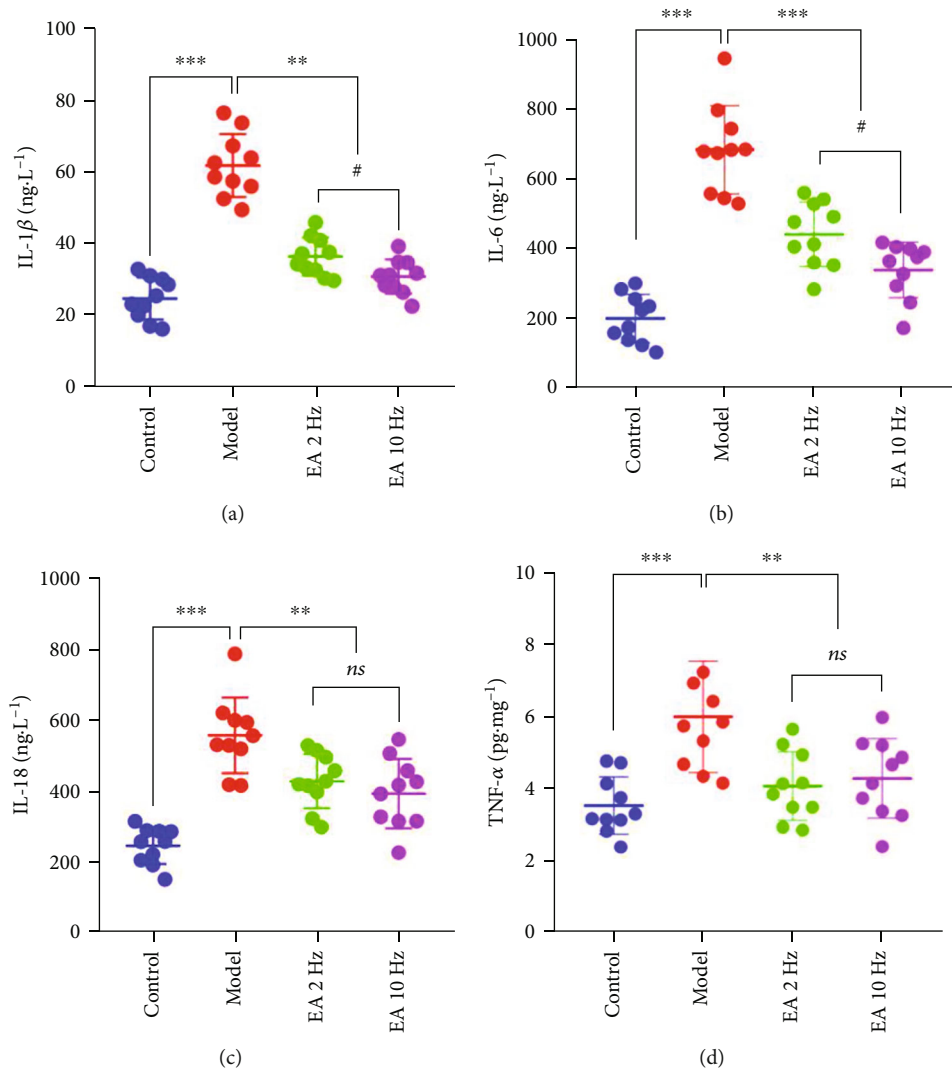 100
80
60
40
20
0
IL-1β (ng·L⁻¹)
***
**
#
Control
Model
EA 2 Hz
EA 10 Hz
(a)
1000
800
600
400
200
0
IL-6 (ng·L⁻¹)
***
***
#
Control
Model
EA 2 Hz
EA 10 Hz
(b)
1000
800
600
400
200
0
IL-18 (ng·L⁻¹)
***
**
ns
Control
Model
EA 2 Hz
EA 10 Hz
(c)
10
8
6
4
2
0
TNF-α (pg·mg⁻¹)
***
**
ns
Control
Model
EA 2 Hz
EA 10 Hz
(d)